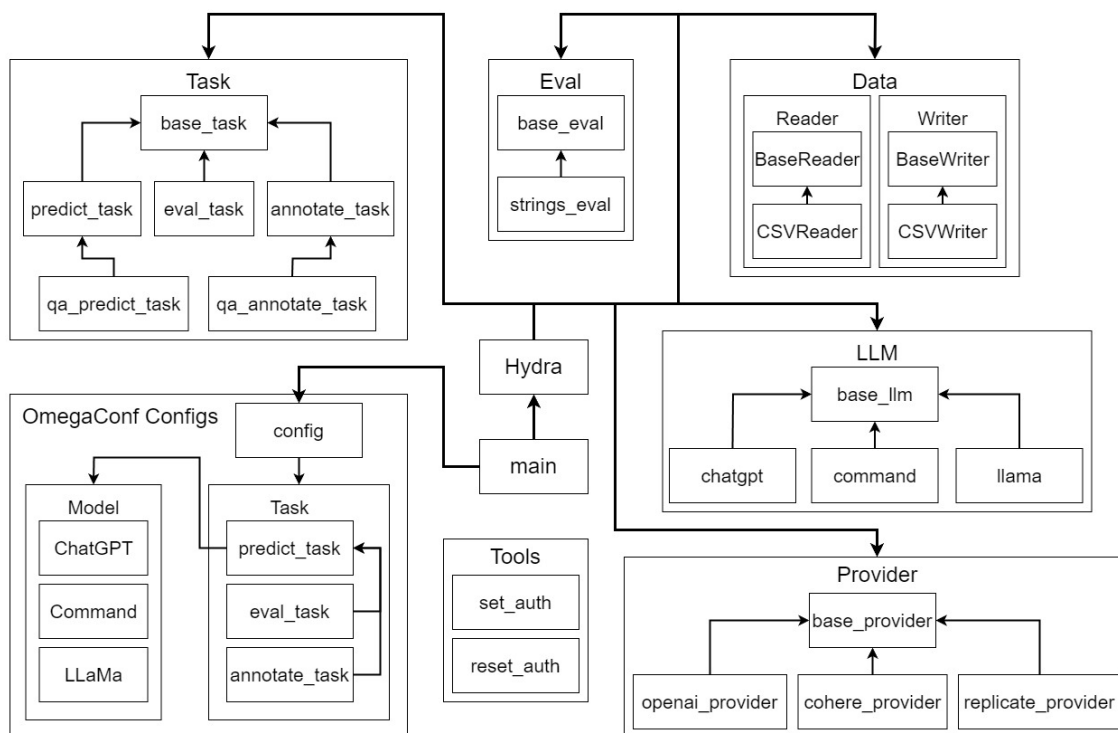 Task
base_task
predict_task
eval_task
annotate_task
qa_predict_task
qa_annotate_task
Eval
base_eval
strings_eval
Data
Reader
BaseReader
CSVReader
Writer
BaseWriter
CSVWriter
Hydra
main
LLM
base_llm
chatgpt
command
llama
OmegaConf Configs
config
Model
ChatGPT
Command
LLaMa
Task
predict_task
eval_task
annotate_task
Tools
set_auth
reset_auth
Provider
base_provider
openai_provider
cohere_provider
replicate_provider